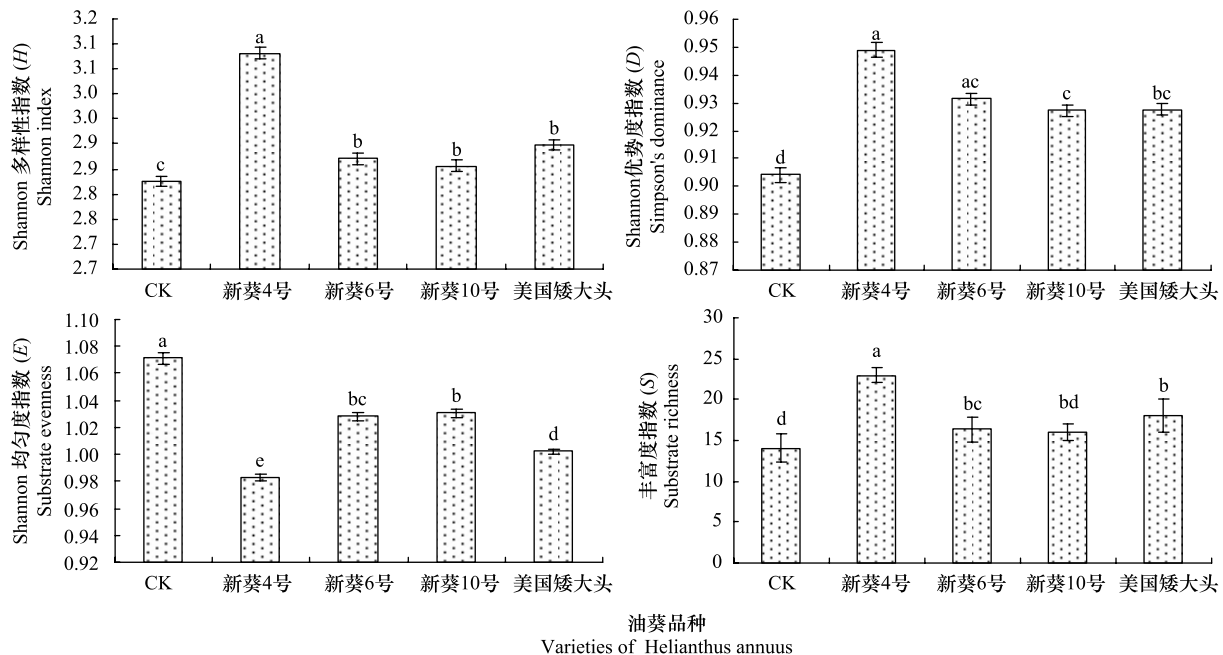 Shannon 多样性指数 (H)
Shannon index
3.2
3.1
3.1
3.0
3.0
2.9
2.9
2.8
2.8
2.7
2.7
c
a
b
b
b
CK
新葵4号
新葵6号
新葵10号
美国矮大头
Shannon优势度指数 (D)
Simpson's dominance
0.96
0.95
0.94
0.93
0.92
0.91
0.90
0.89
0.88
0.87
d
a
ac
c
bc
CK
新葵4号
新葵6号
新葵10号
美国矮大头
Shannon 均匀度指数 (E)
Substrate evenness
1.10
1.08
1.06
1.04
1.02
1.00
0.98
0.96
0.94
0.92
a
e
bc
b
d
CK
新葵4号
新葵6号
新葵10号
美国矮大头
丰富度指数 (S)
Substrate richness
30
25
20
15
10
5
0
d
a
bc
bd
b
CK
新葵4号
新葵6号
新葵10号
美国矮大头
油葵品种
Varieties of Helianthus annuus